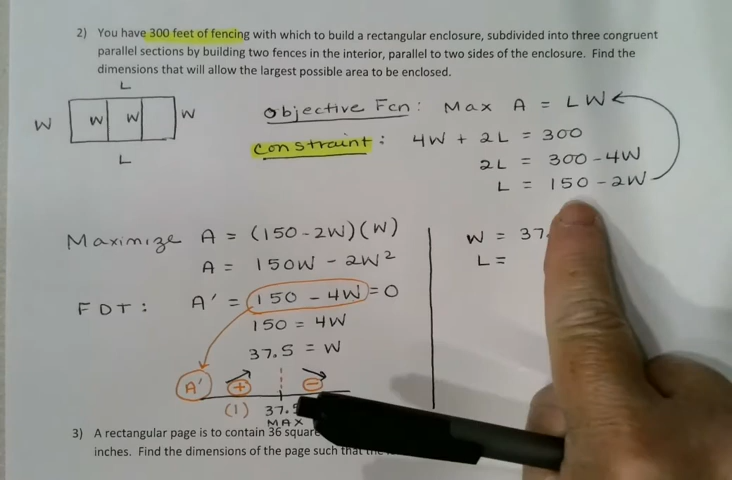 2) You have 300 feet of fencing with which to build a rectangular enclosure, subdivided into three congruent
parallel sections by building two fences in the interior, parallel to two sides of the enclosure. Find the
dimensions that will allow the largest possible area to be enclosed.
L
W W W W
L
Objective Fcn: Max A = LW
Constraint: 4W + 2L = 300
2L = 300 - 4W
L = 150 - 2W
Maximize A = (150-2W)(W)
A = 150W - 2W²
FDT: A' = 150 - 4W = 0
150 = 4W
37.5 = W
A' + −
(1) 37.5
MAX
W = 37.
L =
3) A rectangular page is to contain 36 square
inches. Find the dimensions of the page such that the